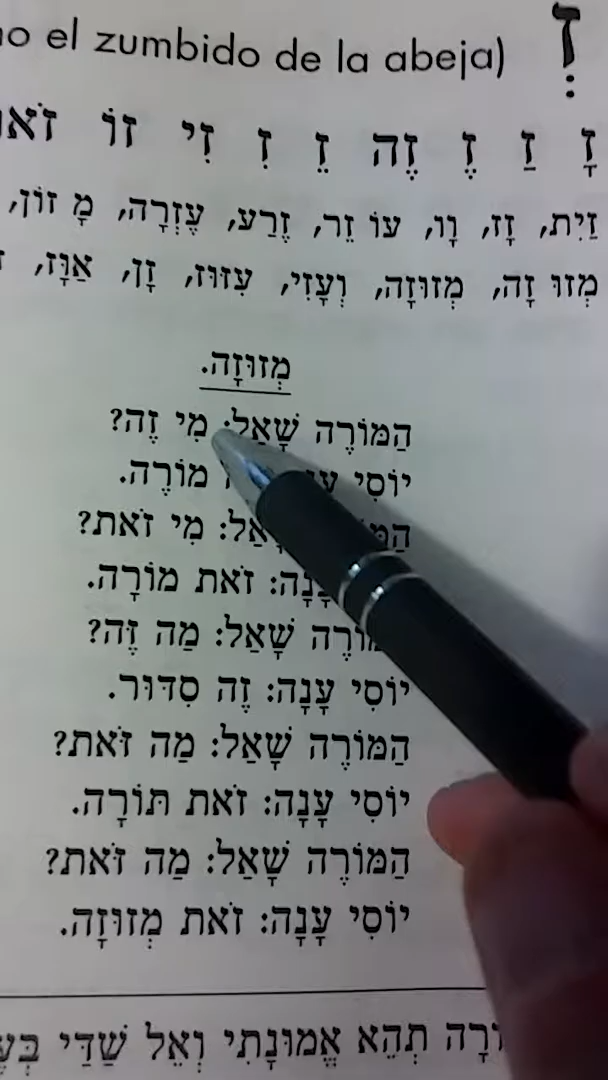 el zumbido de la abeja) זְ
זָ זַ זֶ זֶה זֵ זִ זִי זוֹ
זַיִת, זָז, וָו, עוֹ זֵר, זֶרַע, עֶזְרָה, מָ זוֹן,
מְזוּ זָה, מְזוּזָה, וְעָזִי, עִזּוּז, זָן, אַוָּז,
מְזוּזָה.
הַמּוֹרֶה שָׁאַל: מִי זֶה?
יוֹסִי מוֹרֶה.
מִי זֹאת?
עָנָה: זֹאת מוֹרָה.
שָׁאַל: מַה זֶּה?
יוֹסִי עָנָה: זֶה סִדּוּר.
הַמּוֹרֶה שָׁאַל: מַה זֹּאת?
יוֹסִי עָנָה: זֹאת תּוֹרָה.
הַמּוֹרֶה שָׁאַל: מַה זֹּאת?
יוֹסִי עָנָה: זֹאת מְזוּזָה.
תְּהֵא אֱמוּנָתִי וְאֵל שַׁדַּי